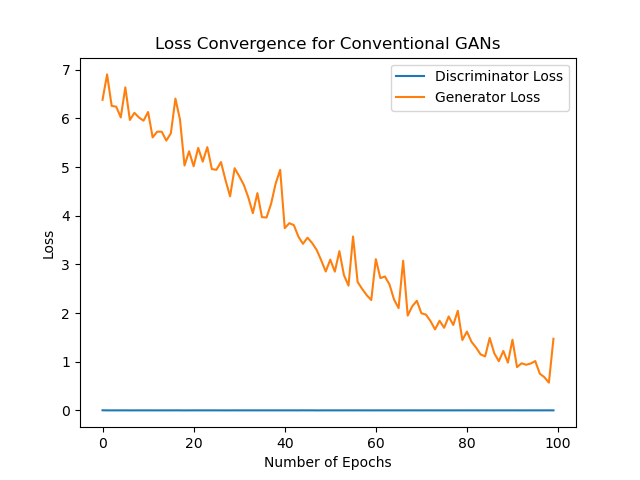 Loss Convergence for Conventional GANs
Discriminator Loss
Generator Loss
7
6
5
4
3
2
1
0
Loss
0 20 40 60 80 100
Number of Epochs